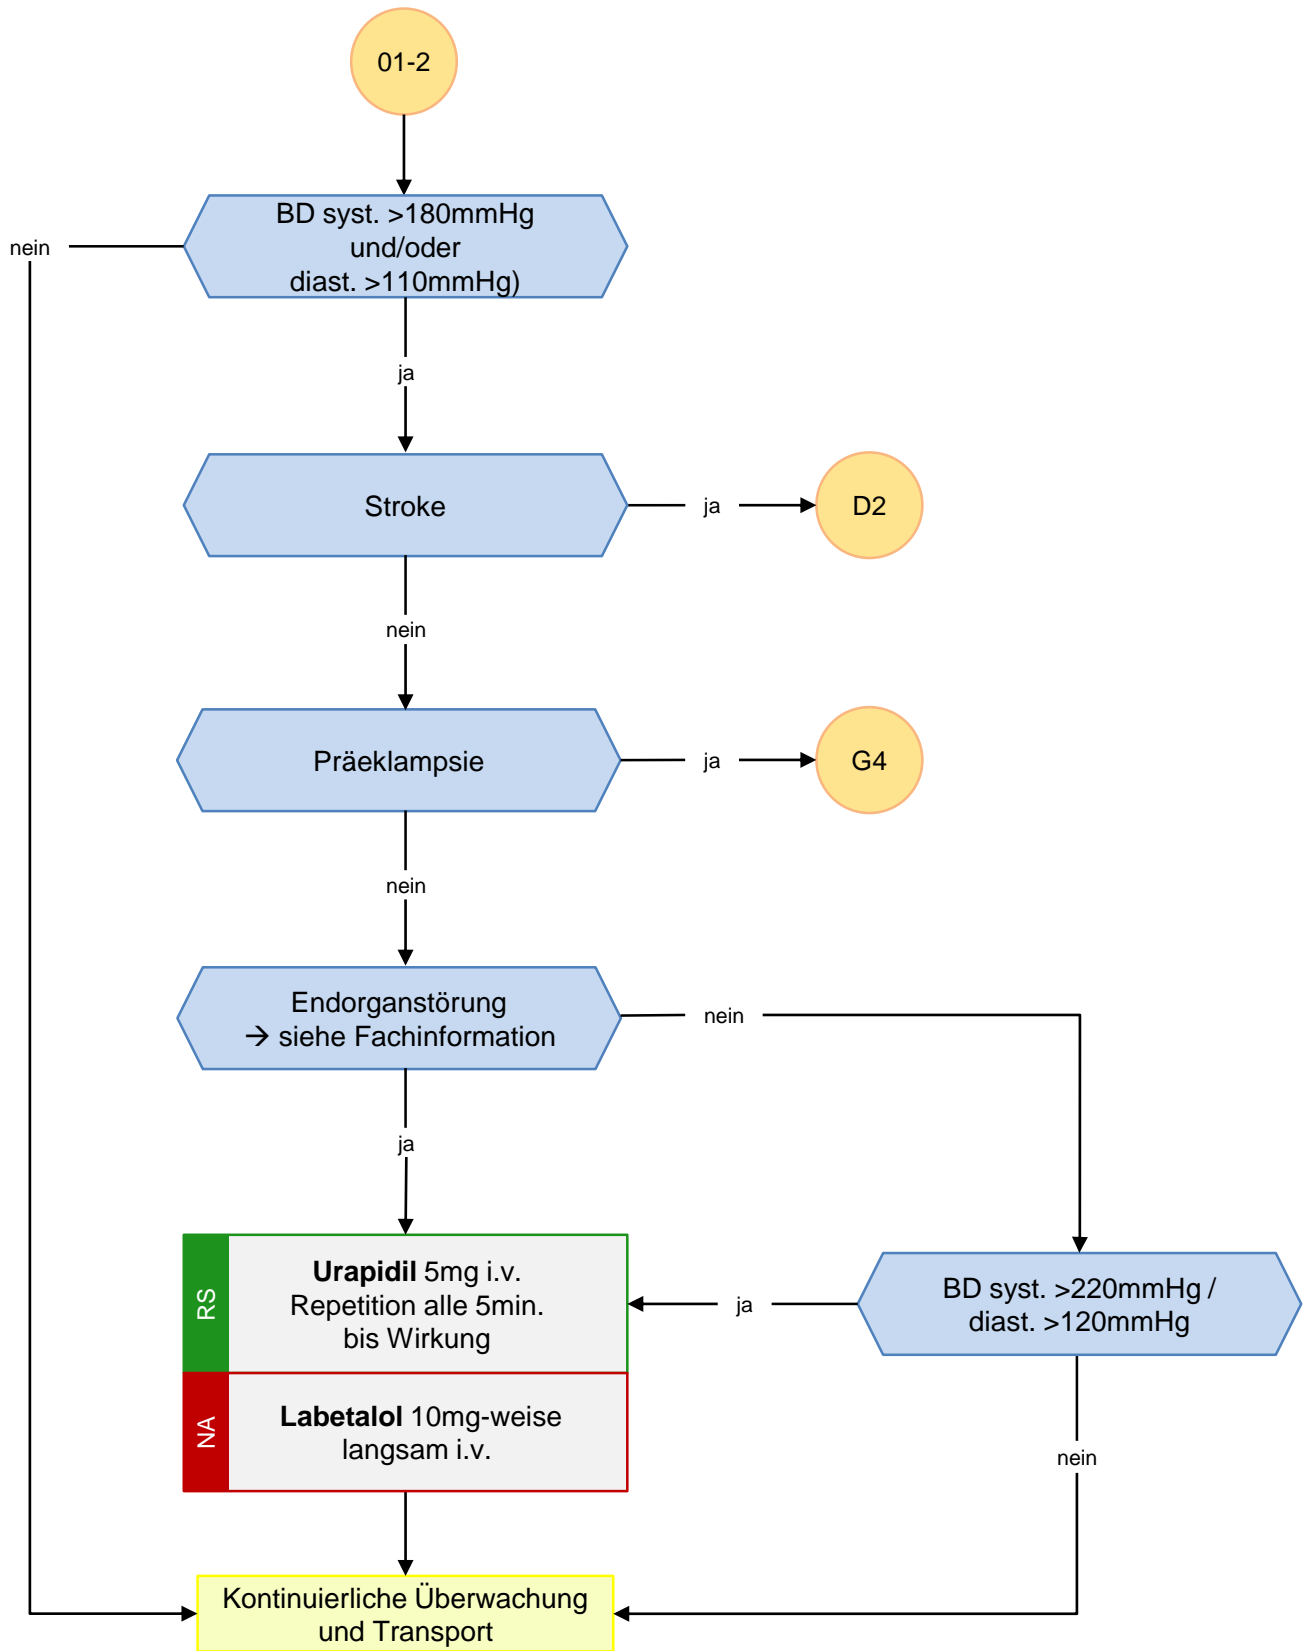 01-2
BD syst. >180mmHg
und/oder
diast. >110mmHg)
nein
ja
Stroke
ja
D2
nein
Präeklampsie
ja
G4
nein
Endorganstörung
→ siehe Fachinformation
nein
ja
RS
Urapidil 5mg i.v.
Repetition alle 5min.
bis Wirkung
ja
BD syst. >220mmHg /
diast. >120mmHg
NA
Labetalol 10mg-weise
langsam i.v.
nein
Kontinuierliche Überwachung
und Transport